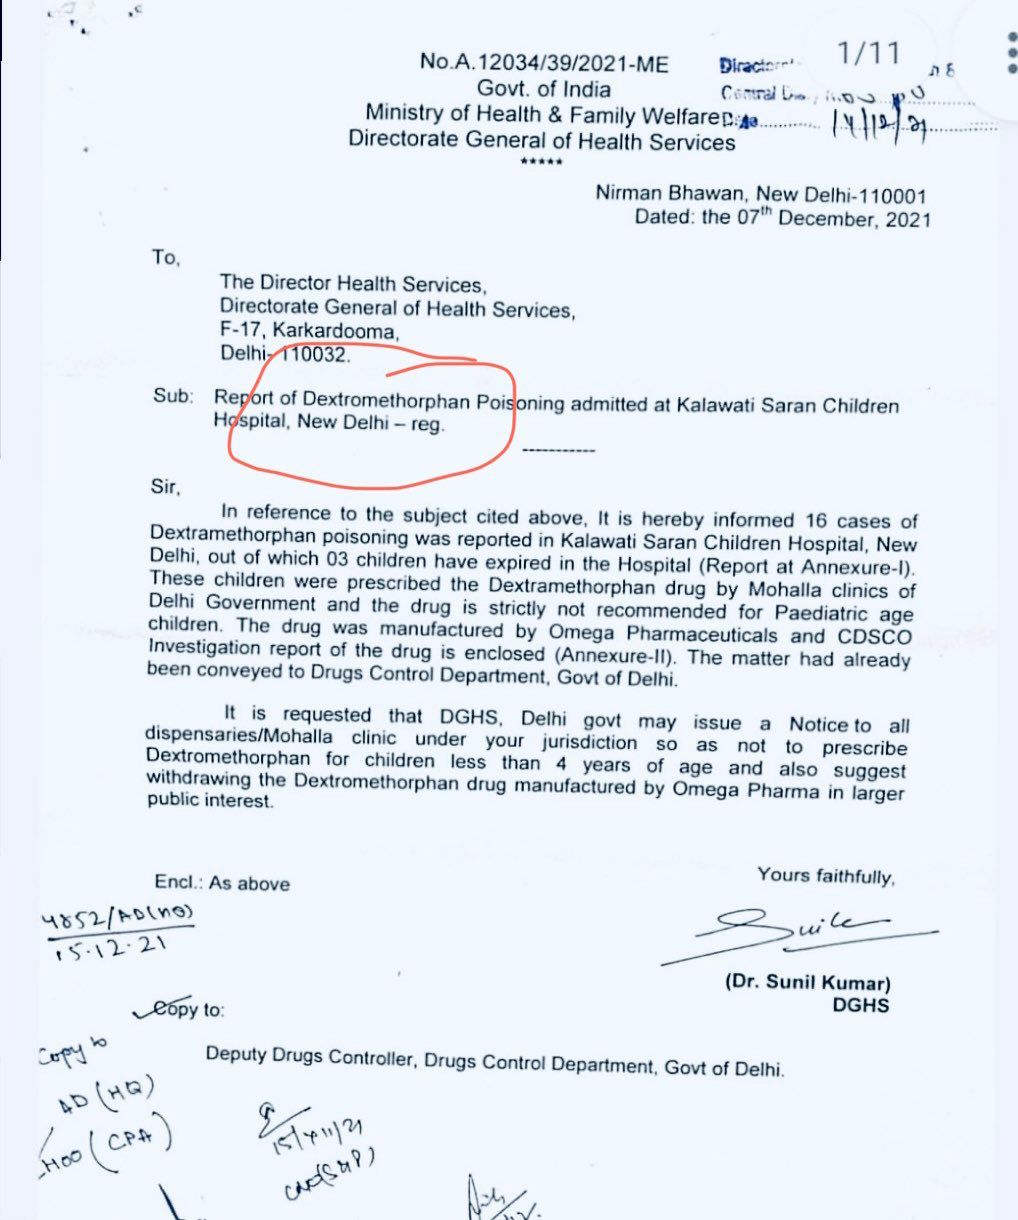 1/11
No.A.12034/39/2021-ME
Govt. of India
Ministry of Health & Family Welfare
Directorate General of Health Services
*****
14/12/21
Nirman Bhawan, New Delhi-110001
Dated: the 07th December, 2021
To,
The Director Health Services,
Directorate General of Health Services,
F-17, Karkardooma,
Delhi-110032.
Sub: Report of Dextromethorphan Poisoning admitted at Kalawati Saran Children
Hospital, New Delhi – reg.
-----------
Sir,
In reference to the subject cited above, It is hereby informed 16 cases of
Dextramethorphan poisoning was reported in Kalawati Saran Children Hospital, New
Delhi, out of which 03 children have expired in the Hospital (Report at Annexure-I).
These children were prescribed the Dextramethorphan drug by Mohalla clinics of
Delhi Government and the drug is strictly not recommended for Paediatric age
children. The drug was manufactured by Omega Pharmaceuticals and CDSCO
Investigation report of the drug is enclosed (Annexure-II). The matter had already
been conveyed to Drugs Control Department, Govt of Delhi.
It is requested that DGHS, Delhi govt may issue a Notice to all
dispensaries/Mohalla clinic under your jurisdiction so as not to prescribe
Dextromethorphan for children less than 4 years of age and also suggest
withdrawing the Dextromethorphan drug manufactured by Omega Pharma in larger
public interest.
Encl.: As above
Yours faithfully,
4852/AD(HQ)
15.12.21
(Dr. Sunil Kumar)
DGHS
Copy to:
Deputy Drugs Controller, Drugs Control Department, Govt of Delhi.
Copy to
AD (HQ)
HOO (CPA)